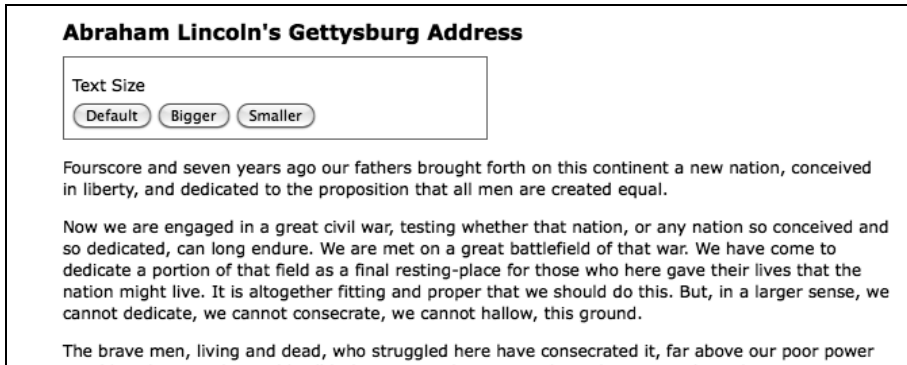 Abraham Lincoln's Gettysburg Address
Text Size
Default Bigger Smaller
Fourscore and seven years ago our fathers brought forth on this continent a new nation, conceived
in liberty, and dedicated to the proposition that all men are created equal.
Now we are engaged in a great civil war, testing whether that nation, or any nation so conceived and
so dedicated, can long endure. We are met on a great battlefield of that war. We have come to
dedicate a portion of that field as a final resting-place for those who here gave their lives that the
nation might live. It is altogether fitting and proper that we should do this. But, in a larger sense, we
cannot dedicate, we cannot consecrate, we cannot hallow, this ground.
The brave men, living and dead, who struggled here have consecrated it, far above our poor power